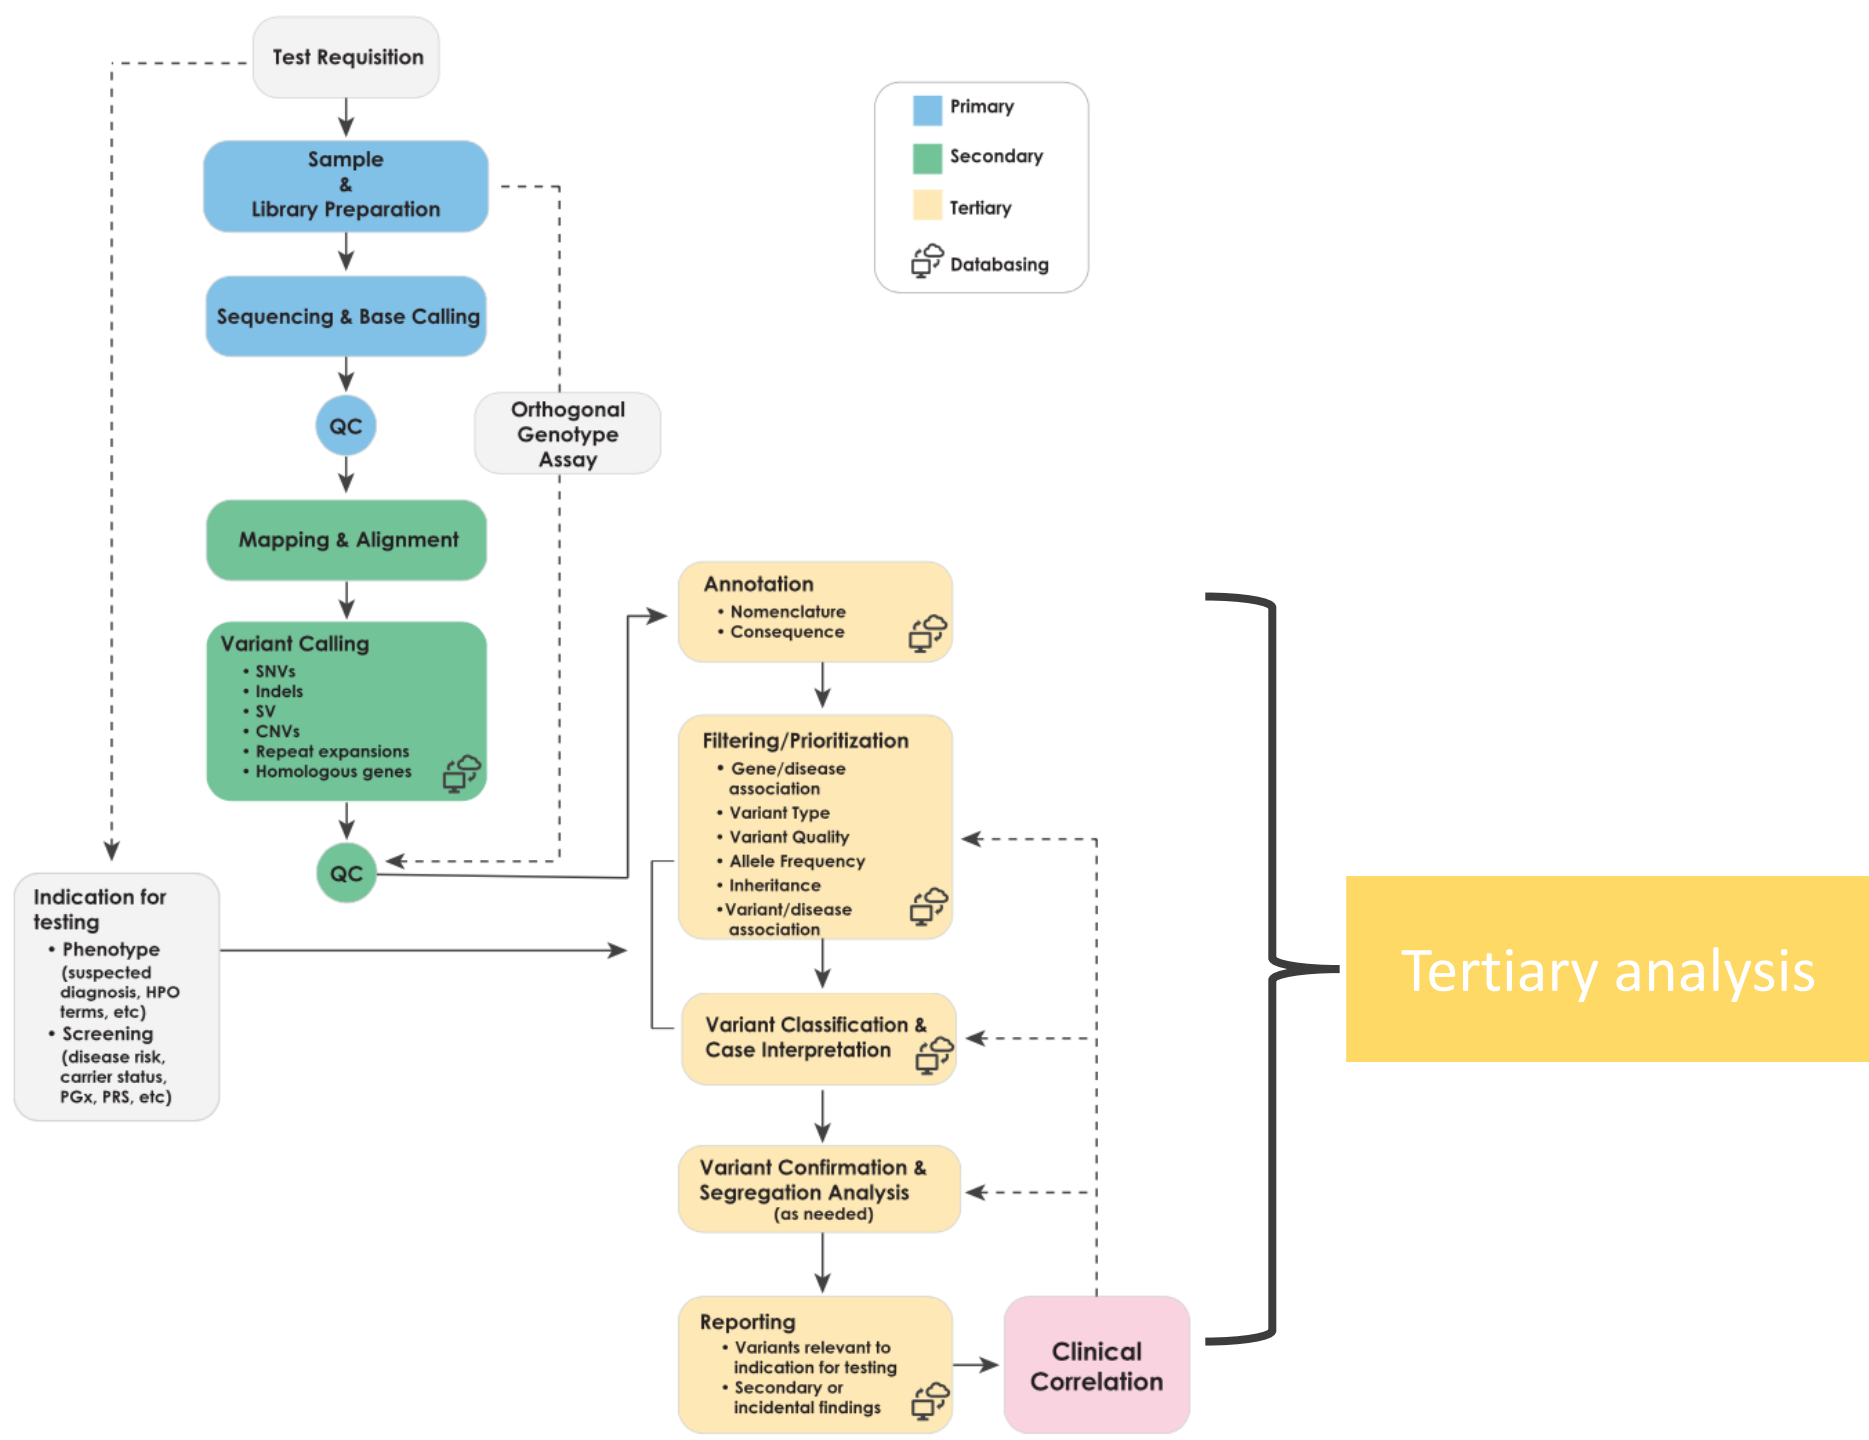 Test Requisition
Sample
&
Library Preparation
Sequencing & Base Calling
QC
Orthogonal
Genotype
Assay
Mapping & Alignment
Variant Calling
• SNVs
• Indels
• SV
• CNVs
• Repeat expansions
• Homologous genes
QC
Indication for
testing
• Phenotype
(suspected
diagnosis, HPO
terms, etc)
• Screening
(disease risk,
carrier status,
PGx, PRS, etc)
Primary
Secondary
Tertiary
Databasing
Annotation
• Nomenclature
• Consequence
Filtering/Prioritization
• Gene/disease
association
• Variant Type
• Variant Quality
• Allele Frequency
• Inheritance
•Variant/disease
association
Variant Classification &
Case Interpretation
Variant Confirmation &
Segregation Analysis
(as needed)
Reporting
• Variants relevant to
indication for testing
• Secondary or
incidental findings
Clinical
Correlation
Tertiary analysis